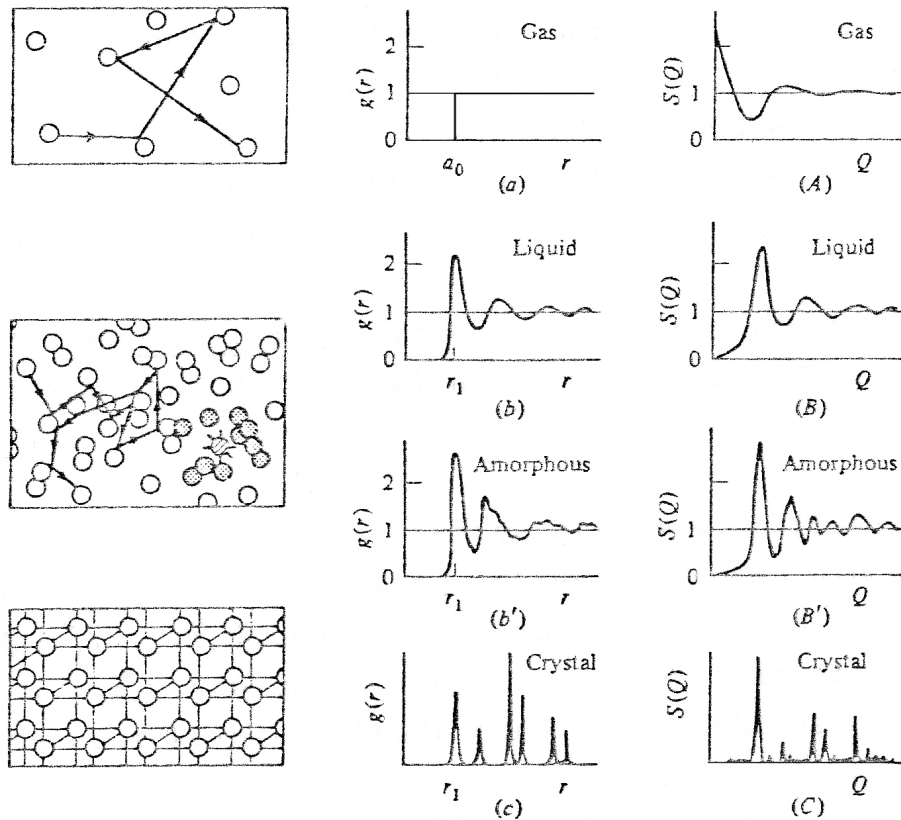 Gas
2
1
0
g(r)
a0
r
(a)
Gas
1
0
S(Q)
Q
(A)
Liquid
2
1
0
g(r)
r1
r
(b)
Liquid
1
0
S(Q)
Q
(B)
Amorphous
2
1
0
g(r)
r1
r
(b')
Amorphous
1
0
S(Q)
Q
(B')
Crystal
g(r)
r1
r
(c)
Crystal
S(Q)
Q
(C)